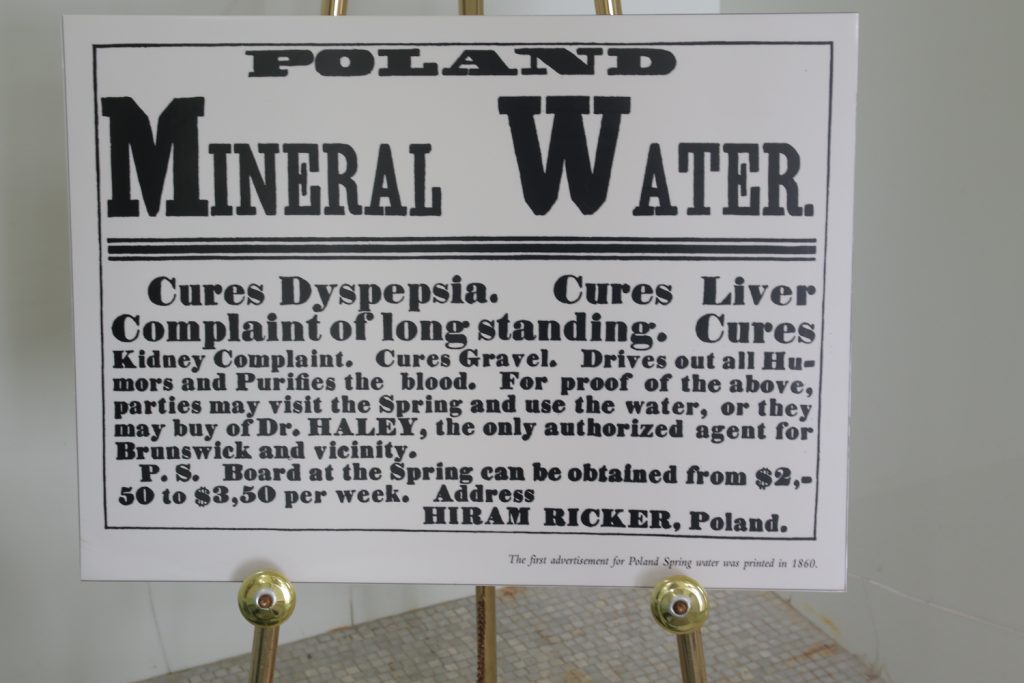 POLAND
MINERAL WATER.
Cures Dyspepsia. Cures Liver
Complaint of long standing. Cures
Kidney Complaint. Cures Gravel. Drives out all Hu-
mors and Purifies the blood. For proof of the above,
parties may visit the Spring and use the water, or they
may buy of Dr. HALEY, the only authorized agent for
Brunswick and vicinity.
P. S. Board at the Spring can be obtained from $2,-
50 to $3,50 per week. Address
HIRAM RICKER, Poland.
The first advertisement for Poland Spring water was printed in 1860.